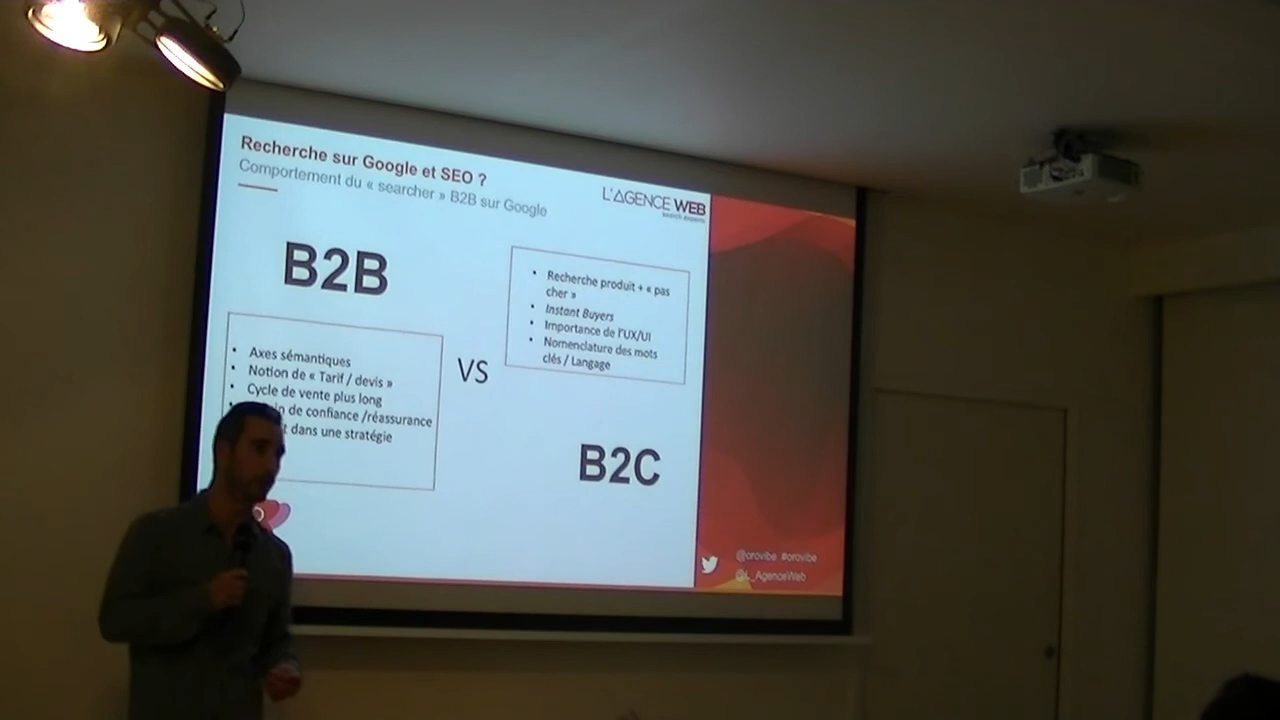 Recherche sur Google et SEO ?
Comportement du « searcher » B2B sur Google
L'AGENCE WEB
search experts
B2B
• Axes sémantiques
• Notion de « Tarif / devis »
• Cycle de vente plus long
de confiance /réassurance
dans une stratégie
VS
• Recherche produit + « pas
cher »
• Instant Buyers
• Importance de l'UX/UI
• Nomenclature des mots
clés / Langage
B2C
@orovibe #orovibe
@L_AgenceWeb